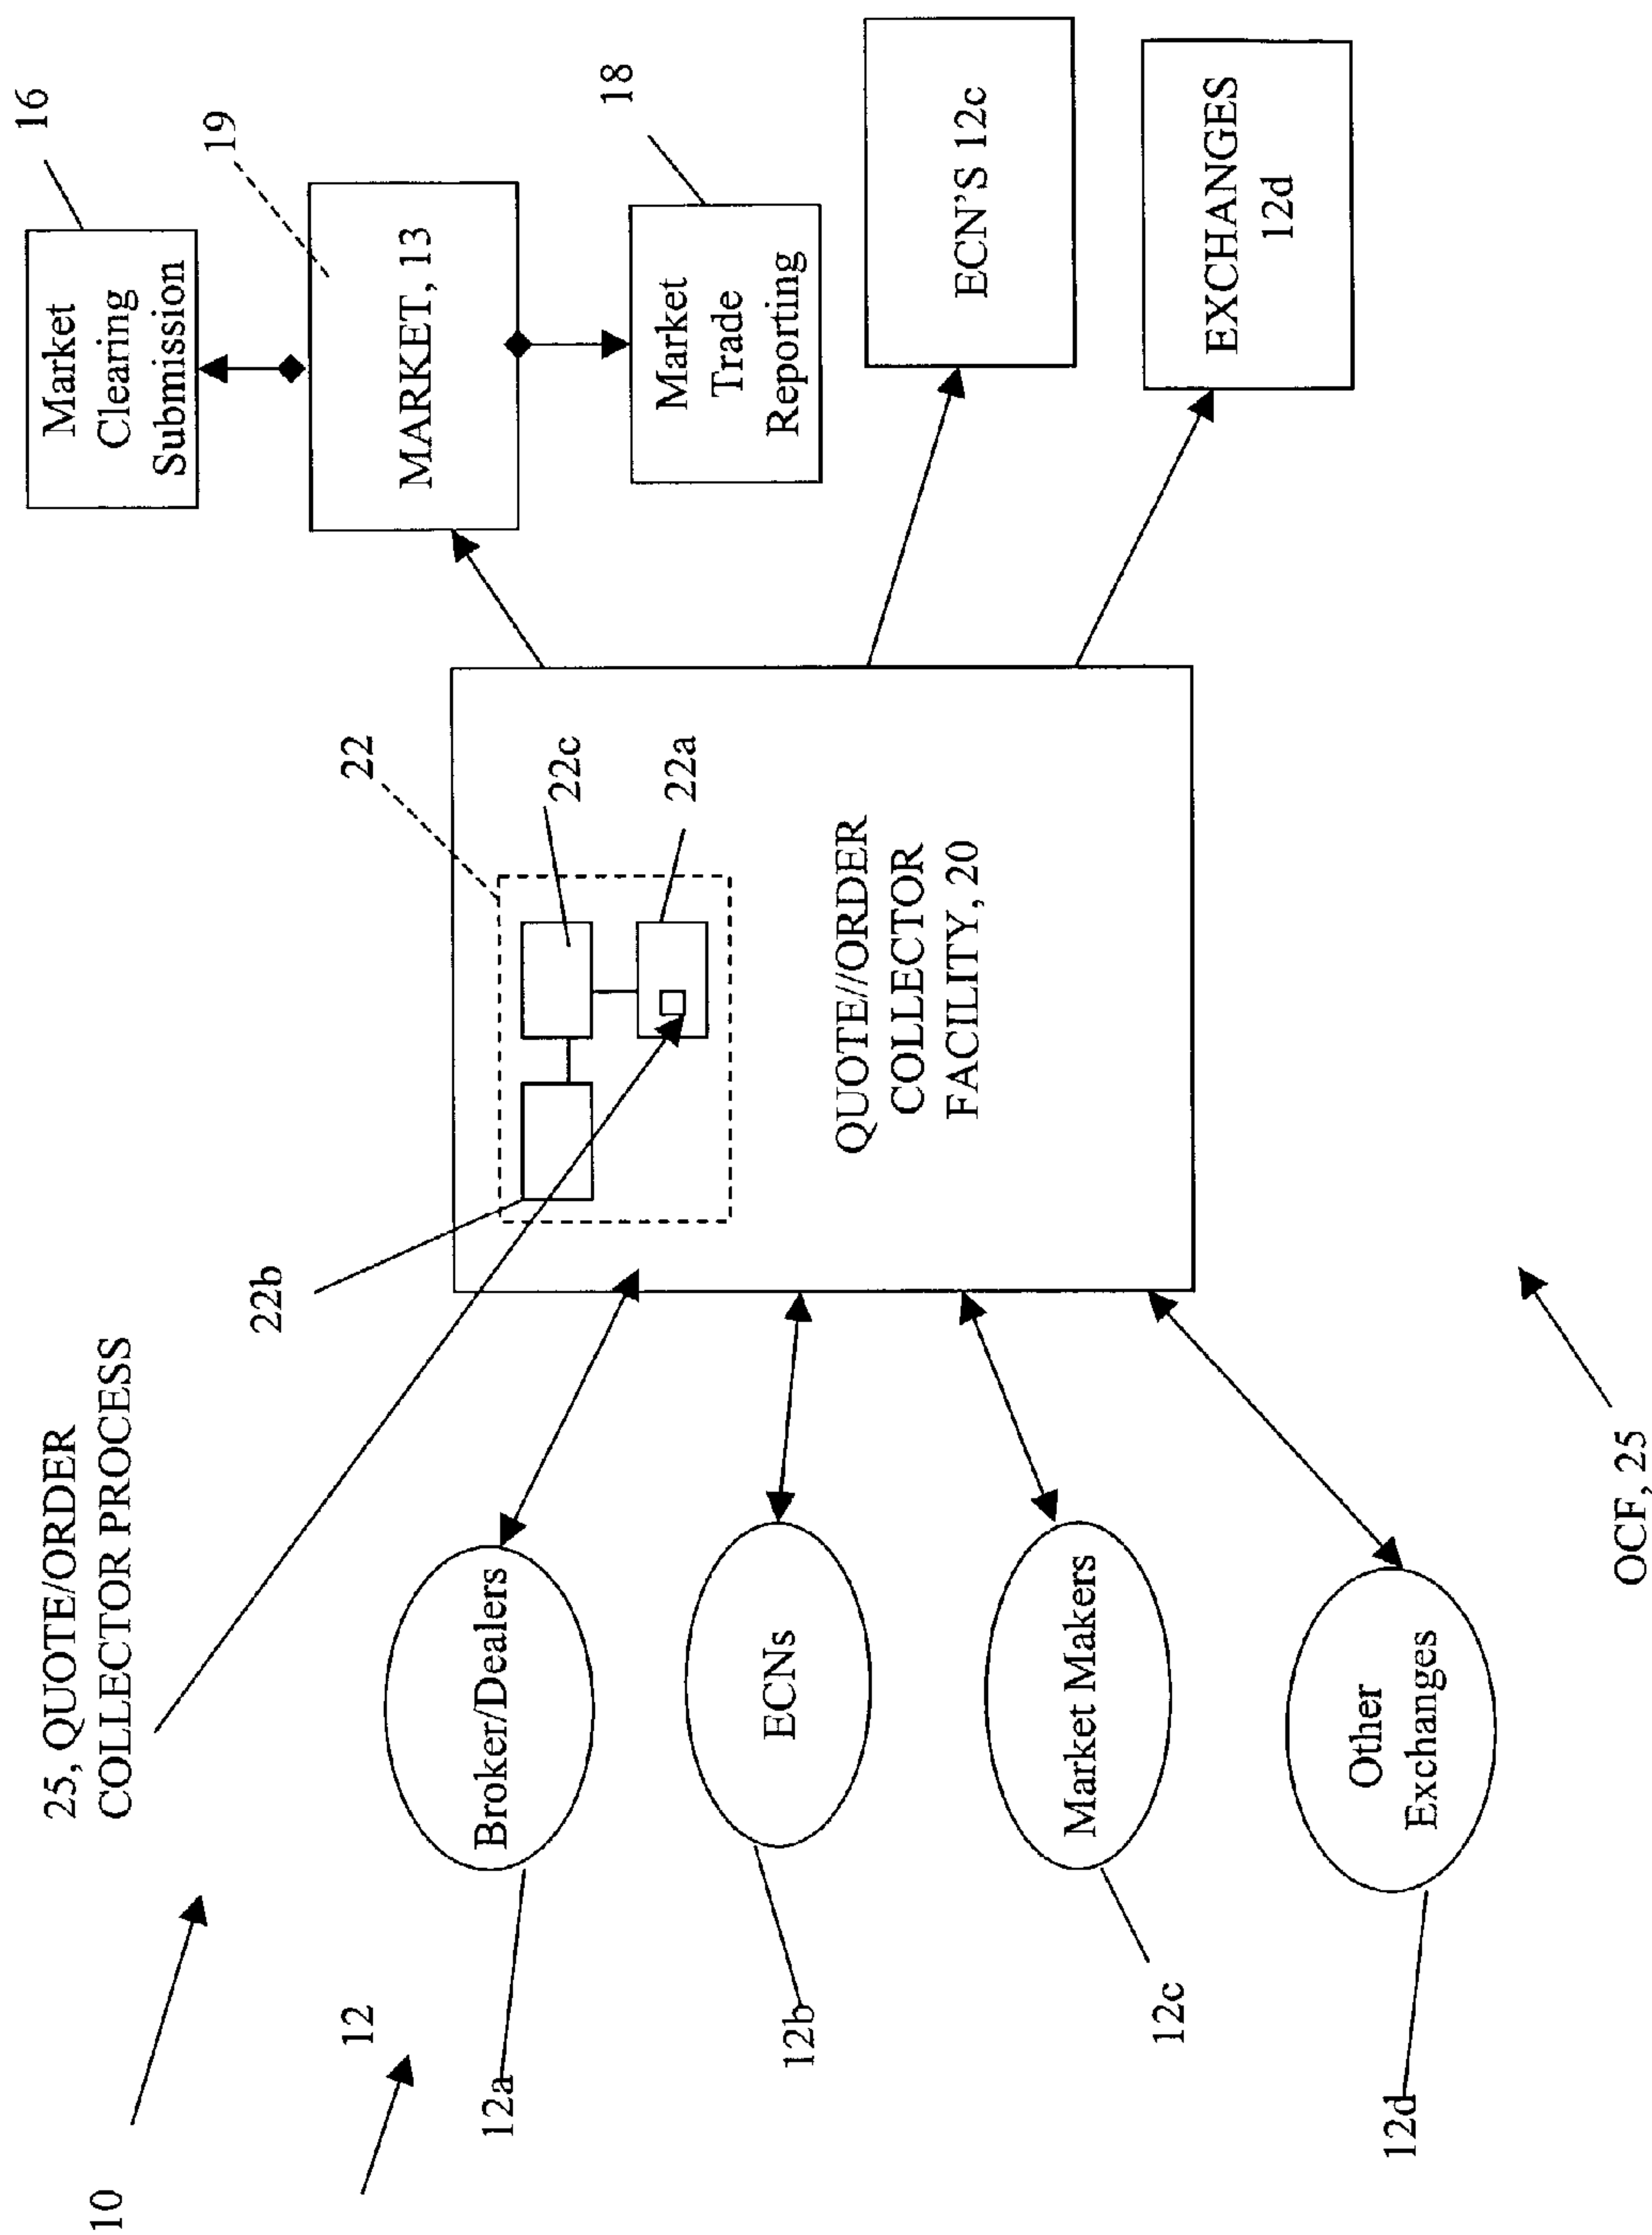 10
25, QUOTE/ORDER
COLLECTOR PROCESS
12
12a
Broker/Dealers
12b
ECNs
12c
Market Makers
12d
Other
Exchanges
OCF, 25
22b
22
22c
22a
QUOTE//ORDER
COLLECTOR
FACILITY, 20
16
Market
Clearing
Submission
19
MARKET, 13
18
Market
Trade
Reporting
ECN'S 12c
EXCHANGES
12d